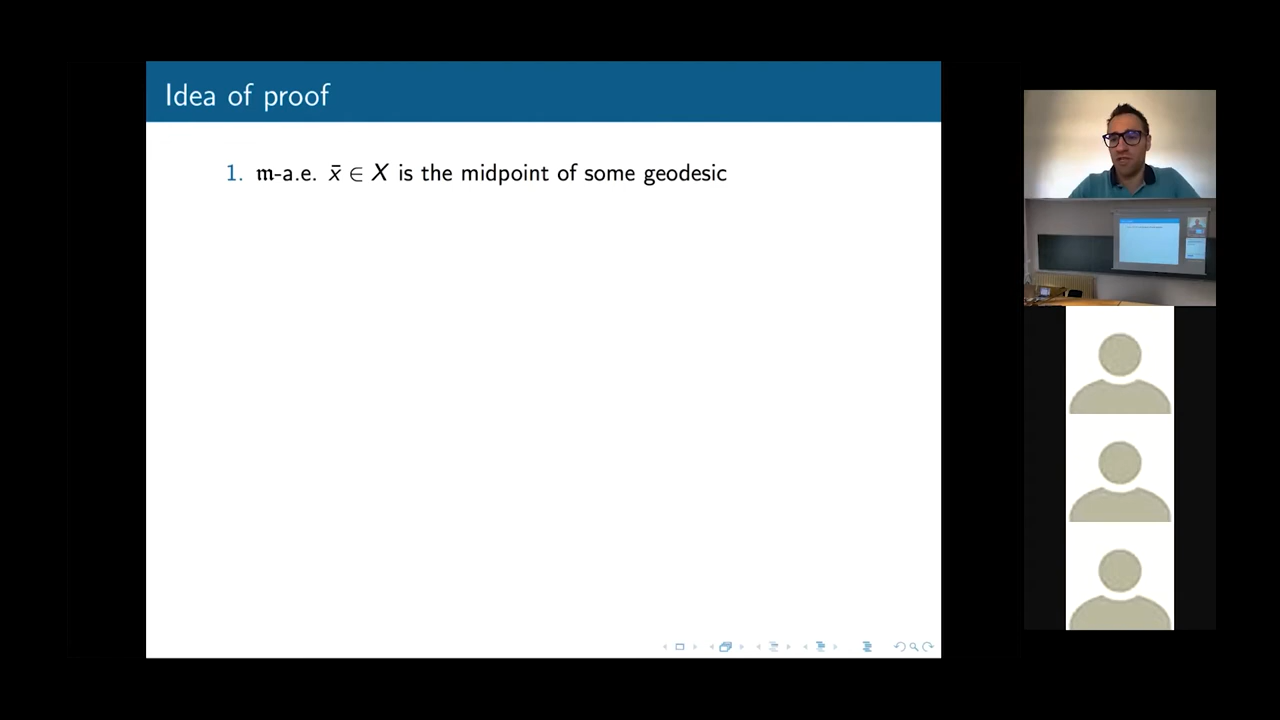 Idea of proof
1. 𝔪-a.e. x̄ ∈ X is the midpoint of some geodesic